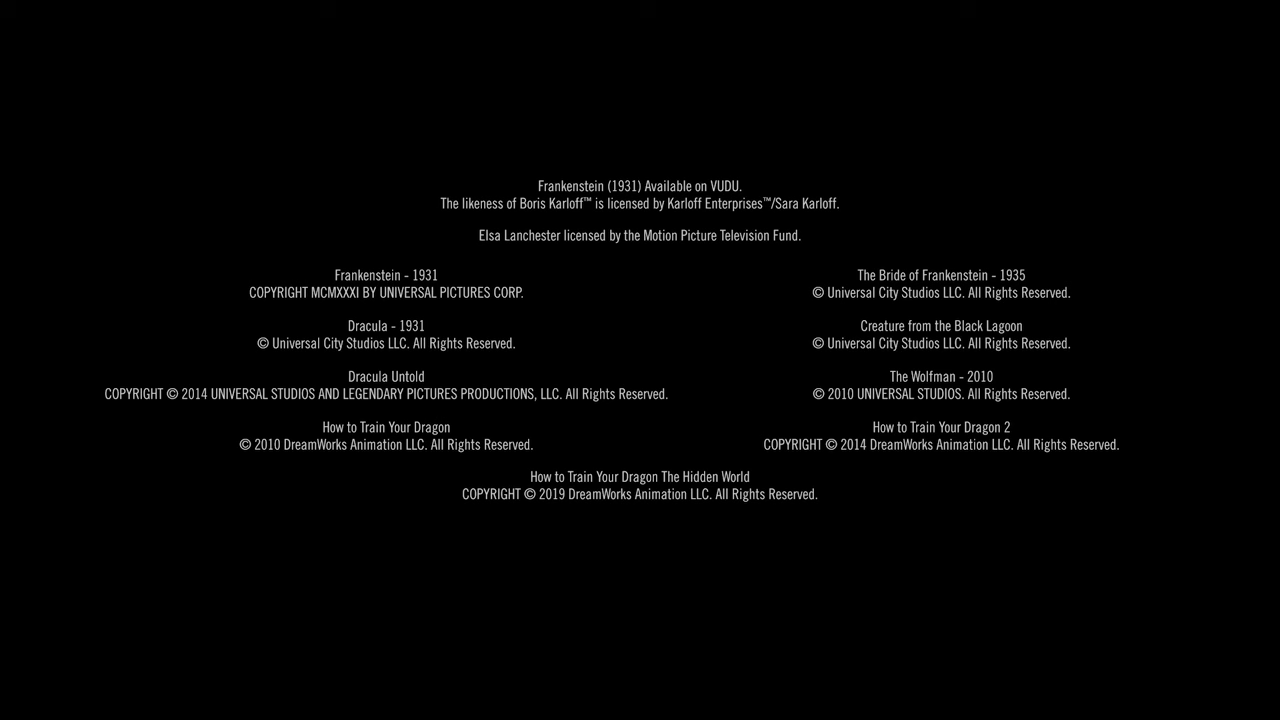 Frankenstein (1931) Available on VUDU.
The likeness of Boris Karloff™ is licensed by Karloff Enterprises™/Sara Karloff.
Elsa Lanchester licensed by the Motion Picture Television Fund.
Frankenstein - 1931
COPYRIGHT MCMXXXI BY UNIVERSAL PICTURES CORP.
The Bride of Frankenstein - 1935
© Universal City Studios LLC. All Rights Reserved.
Dracula - 1931
© Universal City Studios LLC. All Rights Reserved.
Creature from the Black Lagoon
© Universal City Studios LLC. All Rights Reserved.
Dracula Untold
COPYRIGHT © 2014 UNIVERSAL STUDIOS AND LEGENDARY PICTURES PRODUCTIONS, LLC. All Rights Reserved.
The Wolfman - 2010
© 2010 UNIVERSAL STUDIOS. All Rights Reserved.
How to Train Your Dragon
© 2010 DreamWorks Animation LLC. All Rights Reserved.
How to Train Your Dragon 2
COPYRIGHT © 2014 DreamWorks Animation LLC. All Rights Reserved.
How to Train Your Dragon The Hidden World
COPYRIGHT © 2019 DreamWorks Animation LLC. All Rights Reserved.